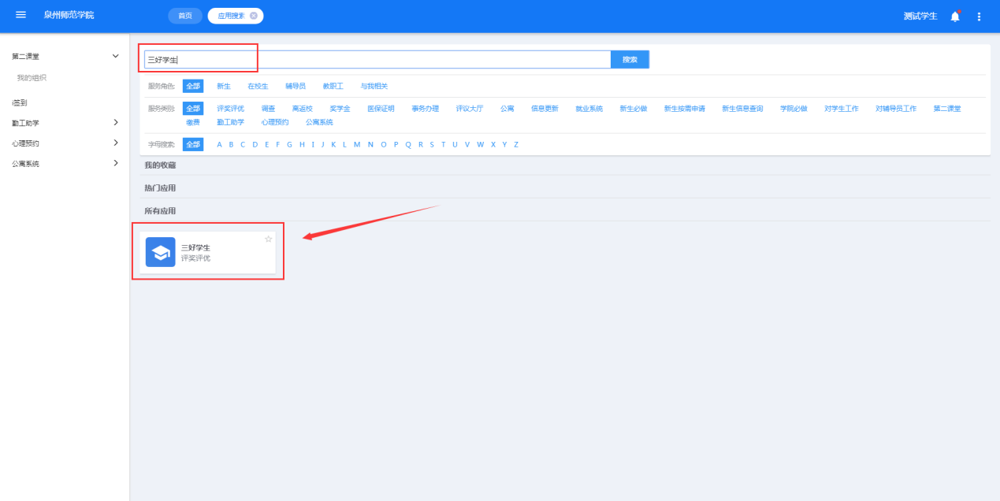 泉州师范学院 首页 应用搜索 测试学生
第二课堂
我的组织
i签到
勤工助学
心理预约
公寓系统
三好学生 搜索
服务角色: 全部 新生 在校生 辅导员 教职工 与我相关
服务类别: 全部 评奖评优 调查 离返校 奖学金 医保证明 事务办理 评议大厅 公寓 信息更新 就业系统 新生必做 新生按需申请 新生信息查询 学院必做 对学生工作 对辅导员工作 第二课堂
缴费 勤工助学 心理预约 公寓系统
字母搜索: 全部 A B C D E F G H I J K L M N O P Q R S T U V W X Y Z
我的收藏
热门应用
所有应用
三好学生
评奖评优